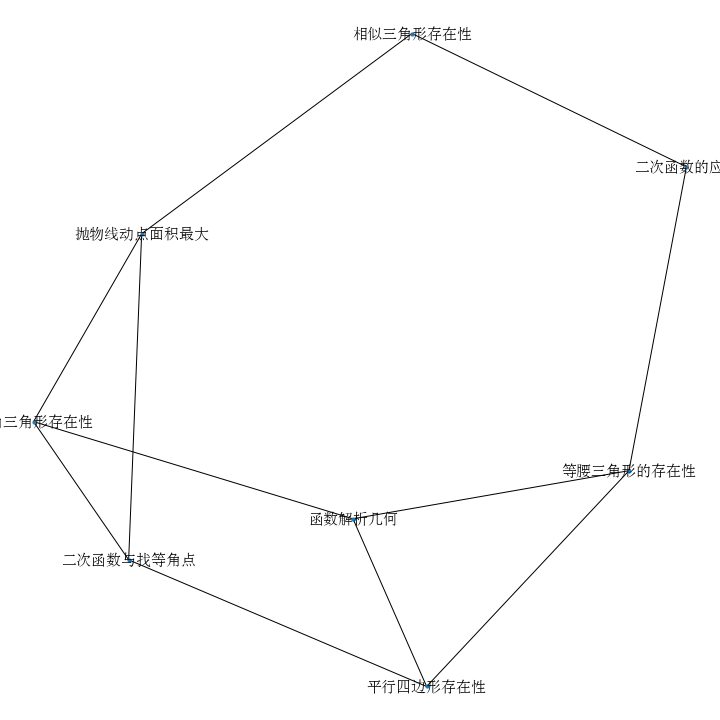 相似三角形存在性
二次函数的应
抛物线动点面积最大
三角形存在性
等腰三角形的存在性
函数解析几何
二次函数与找等角点
平行四边形存在性